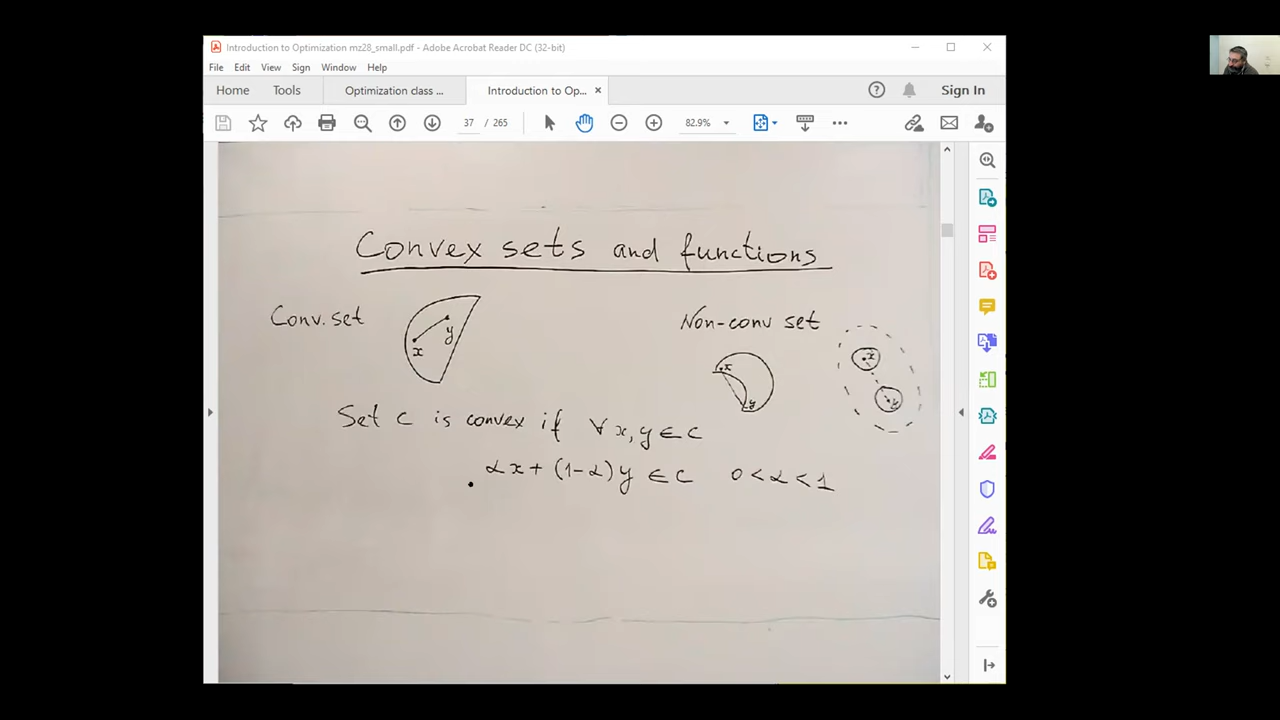 Introduction to Optimization mz28_small.pdf - Adobe Acrobat Reader DC (32-bit)
File Edit View Sign Window Help
Home Tools Optimization class ... Introduction to Op... × Sign In
37 / 265 82.9%
Convex sets and functions
Conv. set
x y
Non-conv set
x y
x y
Set C is convex if ∀ x, y ∈ C
αx + (1-α)y ∈ C 0 < α < 1